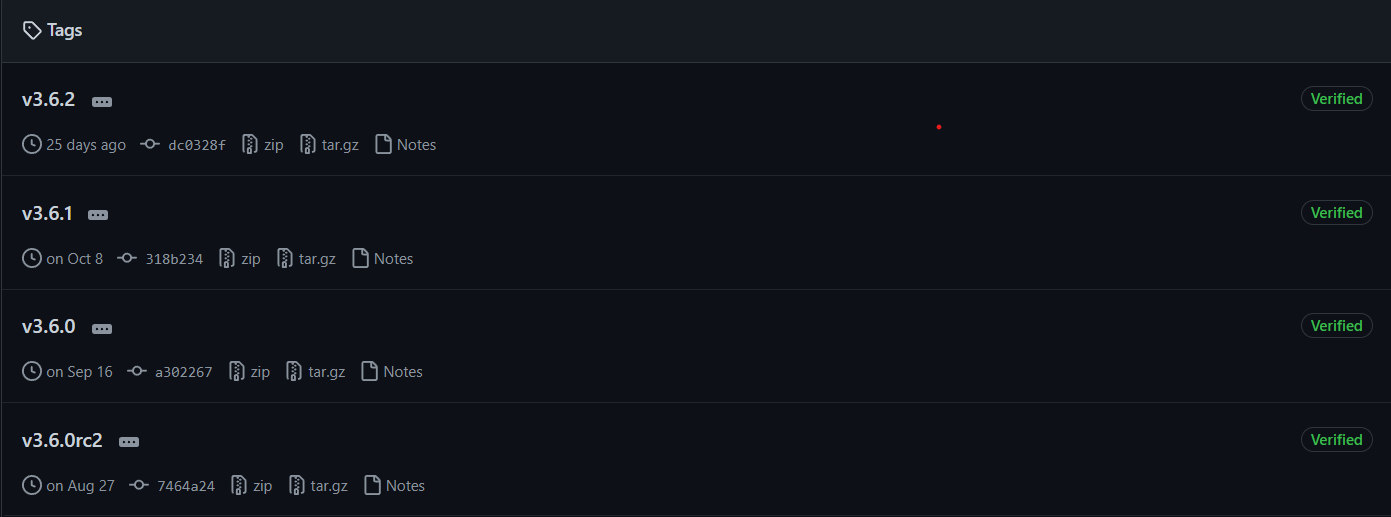 Tags
v3.6.2 Verified
25 days ago dc0328f zip tar.gz Notes
v3.6.1 Verified
on Oct 8 318b234 zip tar.gz Notes
v3.6.0 Verified
on Sep 16 a302267 zip tar.gz Notes
v3.6.0rc2 Verified
on Aug 27 7464a24 zip tar.gz Notes